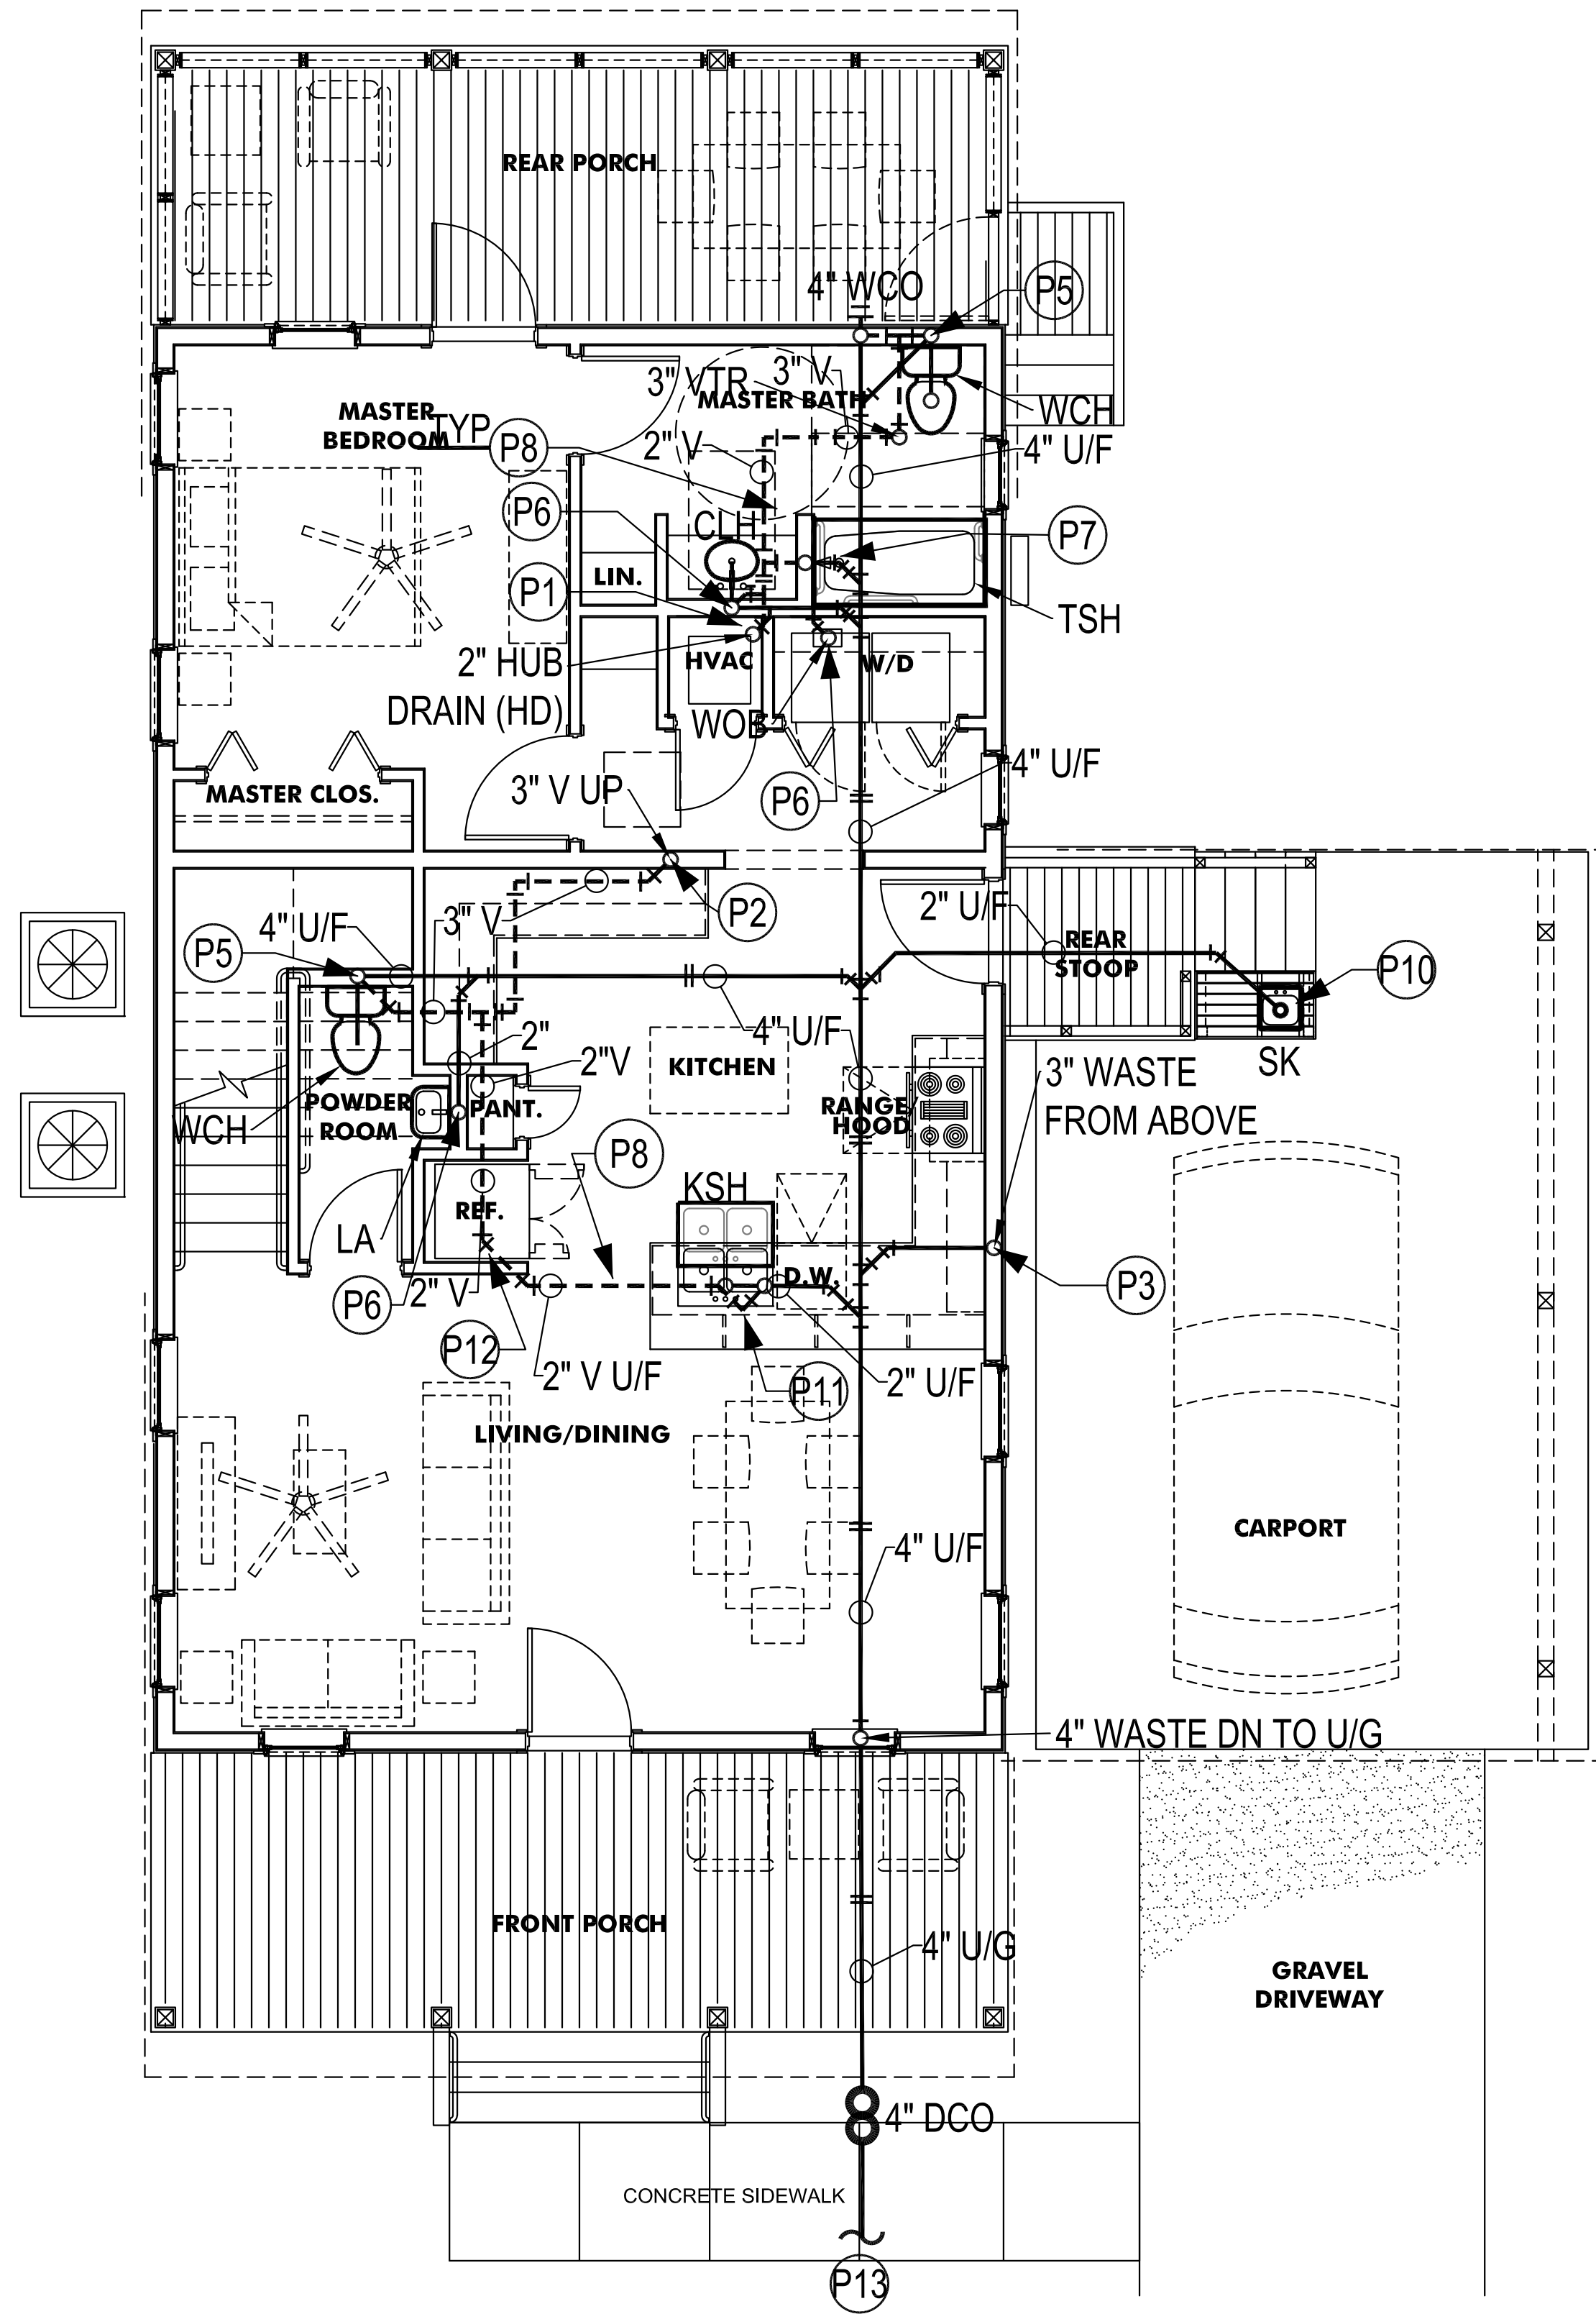 REAR PORCH
4" WCO
P5
3" VTR
3" V
MASTER BATH
WCH
MASTER
BEDROOM
TYP
P8
2" V
4" U/F
P6
CLH
P7
P1
LIN.
TSH
2" HUB
DRAIN (HD)
HVAC
W/D
WOB
4" U/F
3" V UP
P6
MASTER CLOS.
P2
2" U/F
4" U/F
3" V
P5
REAR
STOOP
P10
4" U/F
2"
2"V
KITCHEN
SK
3" WASTE
FROM ABOVE
POWDER
ROOM
PANT.
RANGE
HOOD
WCH
P8
KSH
REF.
LA
D.W.
P3
P6
2" V
P12
2" V U/F
P11
2" U/F
LIVING/DINING
CARPORT
4" U/F
4" WASTE DN TO U/G
FRONT PORCH
4" U/G
GRAVEL
DRIVEWAY
4" DCO
CONCRETE SIDEWALK
P13